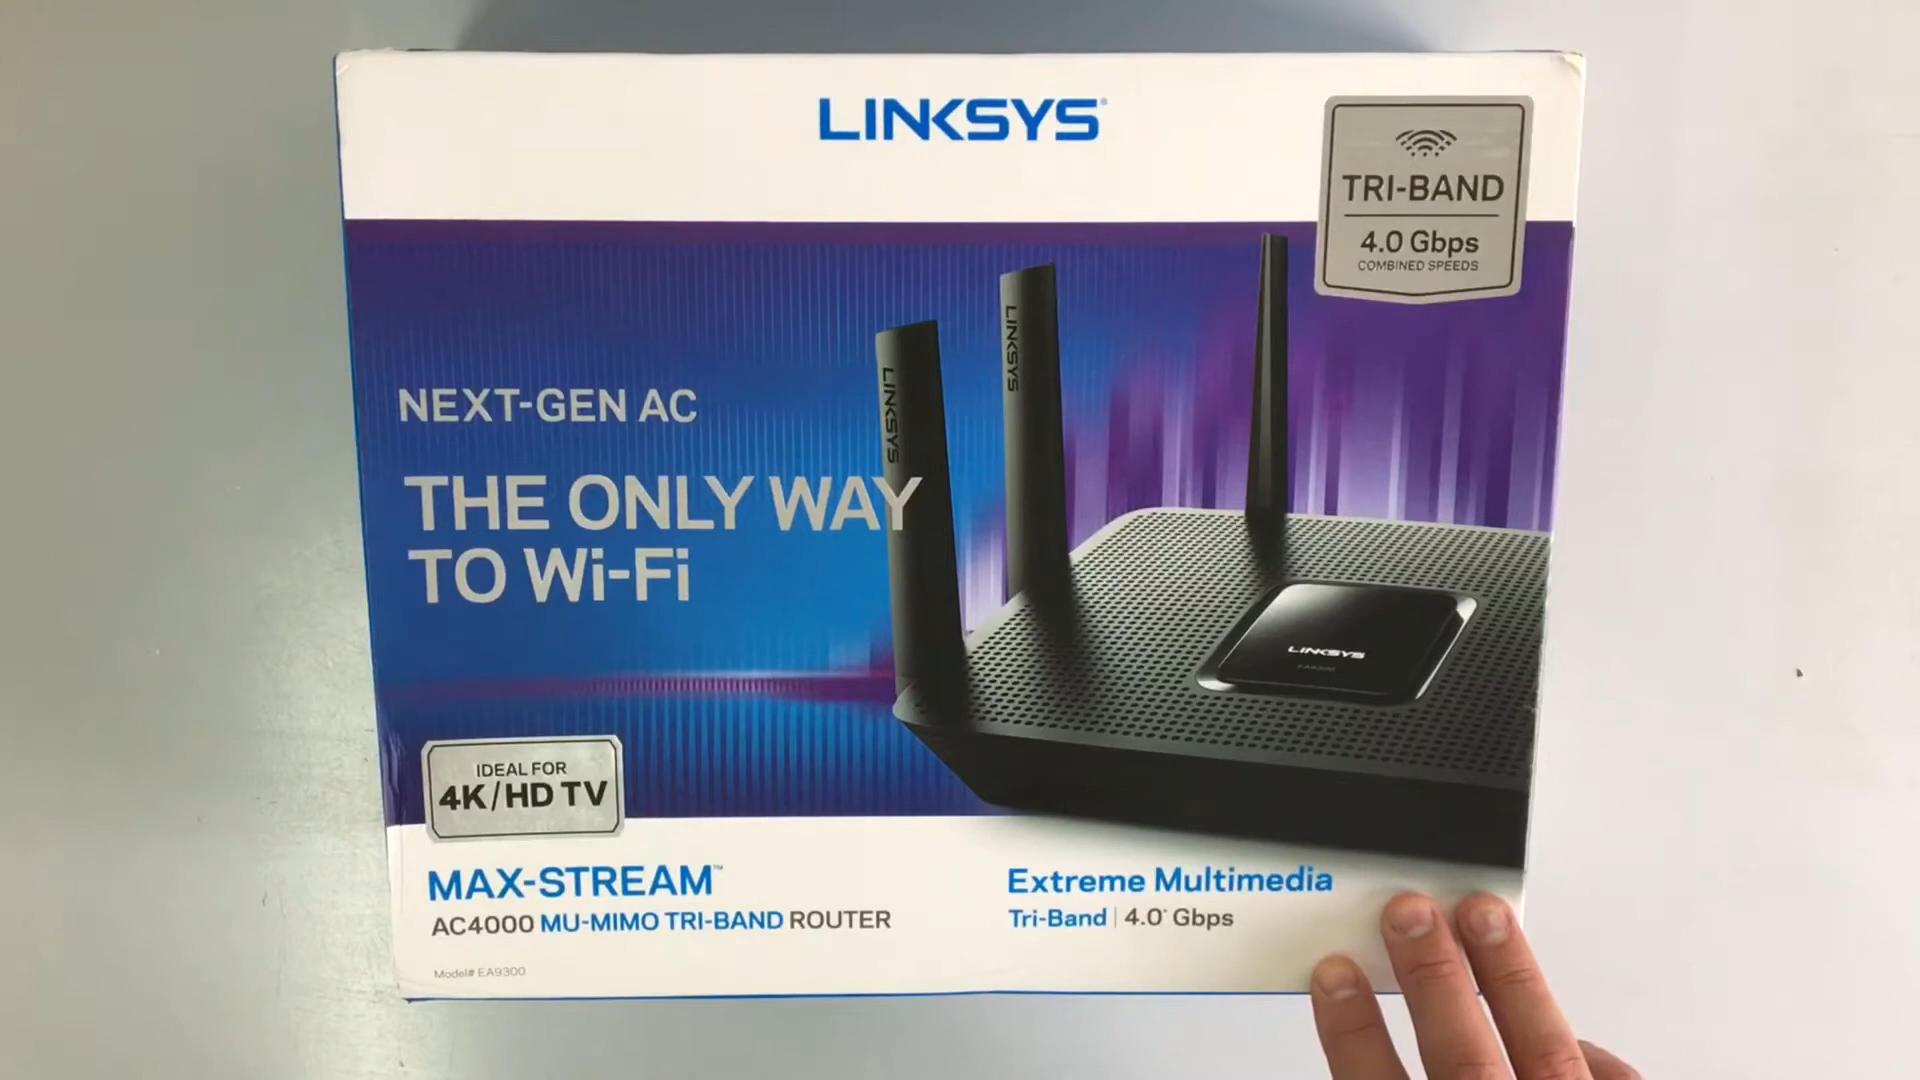 LINKSYS®
TRI-BAND
4.0 Gbps
COMBINED SPEEDS
LINKSYS
LINKSYS
NEXT-GEN AC
THE ONLY WAY
TO Wi-Fi
LINKSYS
EA9300
IDEAL FOR
4K/HD TV
MAX-STREAM™
AC4000 MU-MIMO TRI-BAND ROUTER
Extreme Multimedia
Tri-Band | 4.0* Gbps
Model# EA9300